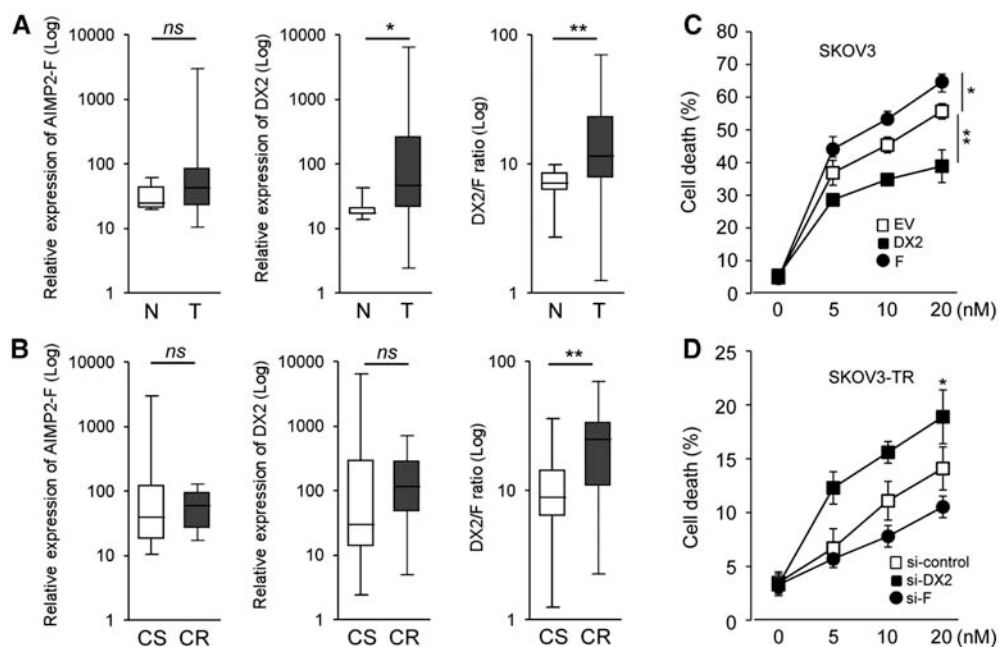 A
Relative expression of AIMP2-F (Log)
10000
1000
100
10
1
ns
N T
Relative expression of DX2 (Log)
10000
1000
100
10
1
*
N T
DX2/F ratio (Log)
100
10
1
**
N T
B
Relative expression of AIMP2-F (Log)
10000
1000
100
10
1
ns
CS CR
Relative expression of DX2 (Log)
10000
1000
100
10
1
ns
CS CR
DX2/F ratio (Log)
100
10
1
**
CS CR
C
SKOV3
Cell death (%)
80
70
60
50
40
30
20
10
0
*
**
EV
DX2
F
0 5 10 20 (nM)
D
SKOV3-TR
Cell death (%)
25
20
15
10
5
0
*
si-control
si-DX2
si-F
0 5 10 20 (nM)